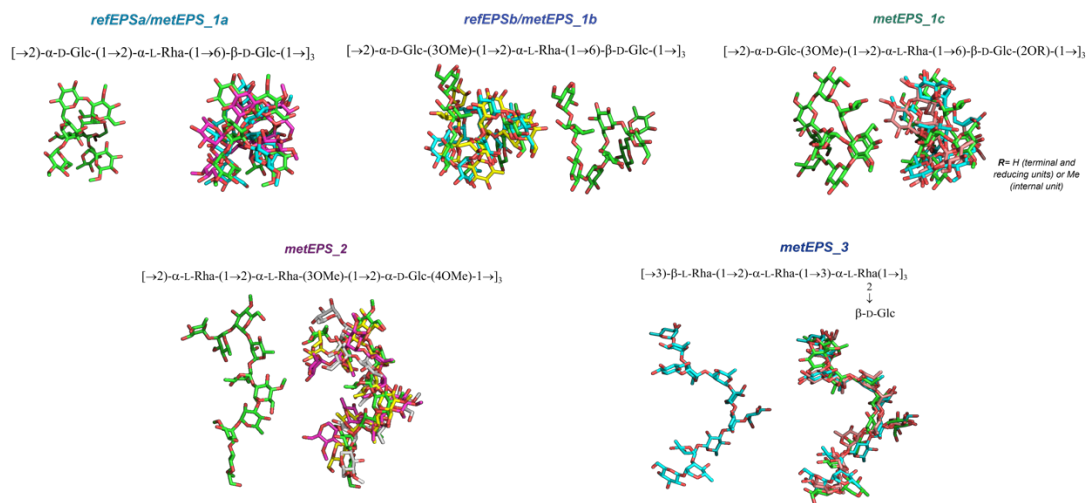 refEPSa/metEPS_1a
[→2)-α-D-Glc-(1→2)-α-L-Rha-(1→6)-β-D-Glc-(1→]3
refEPSb/metEPS_1b
[→2)-α-D-Glc-(3OMe)-(1→2)-α-L-Rha-(1→6)-β-D-Glc-(1→]3
metEPS_1c
[→2)-α-D-Glc-(3OMe)-(1→2)-α-L-Rha-(1→6)-β-D-Glc-(2OR)-(1→]3
R= H (terminal and
reducing units) or Me
(internal unit)
metEPS_2
[→2)-α-L-Rha-(1→2)-α-L-Rha-(3OMe)-(1→2)-α-D-Glc-(4OMe)-1→]3
metEPS_3
[→3)-β-L-Rha-(1→2)-α-L-Rha-(1→3)-α-L-Rha(1→]3
2
↓
β-D-Glc